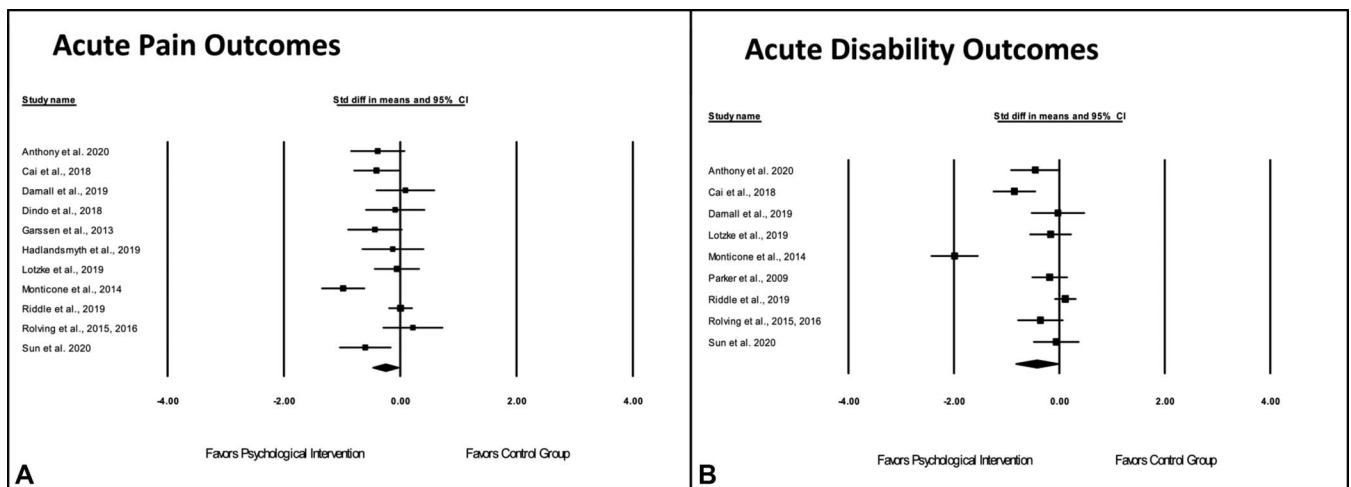 Acute Pain Outcomes
Study name
Std diff in means and 95% CI
Anthony et al. 2020
Cai et al., 2018
Darnall et al., 2019
Dindo et al., 2018
Garssen et al., 2013
Hadlandsmyth et al., 2019
Lotzke et al., 2019
Monticone et al., 2014
Riddle et al., 2019
Rolving et al., 2015, 2016
Sun et al. 2020
-4.00 -2.00 0.00 2.00 4.00
Favors Psychological Intervention Favors Control Group
A
Acute Disability Outcomes
Study name
Std diff in means and 95% CI
Anthony et al. 2020
Cai et al., 2018
Darnall et al., 2019
Lotzke et al., 2019
Monticone et al., 2014
Parker et al., 2009
Riddle et al., 2019
Rolving et al., 2015, 2016
Sun et al. 2020
-4.00 -2.00 0.00 2.00 4.00
Favors Psychological Intervention Favors Control Group
B